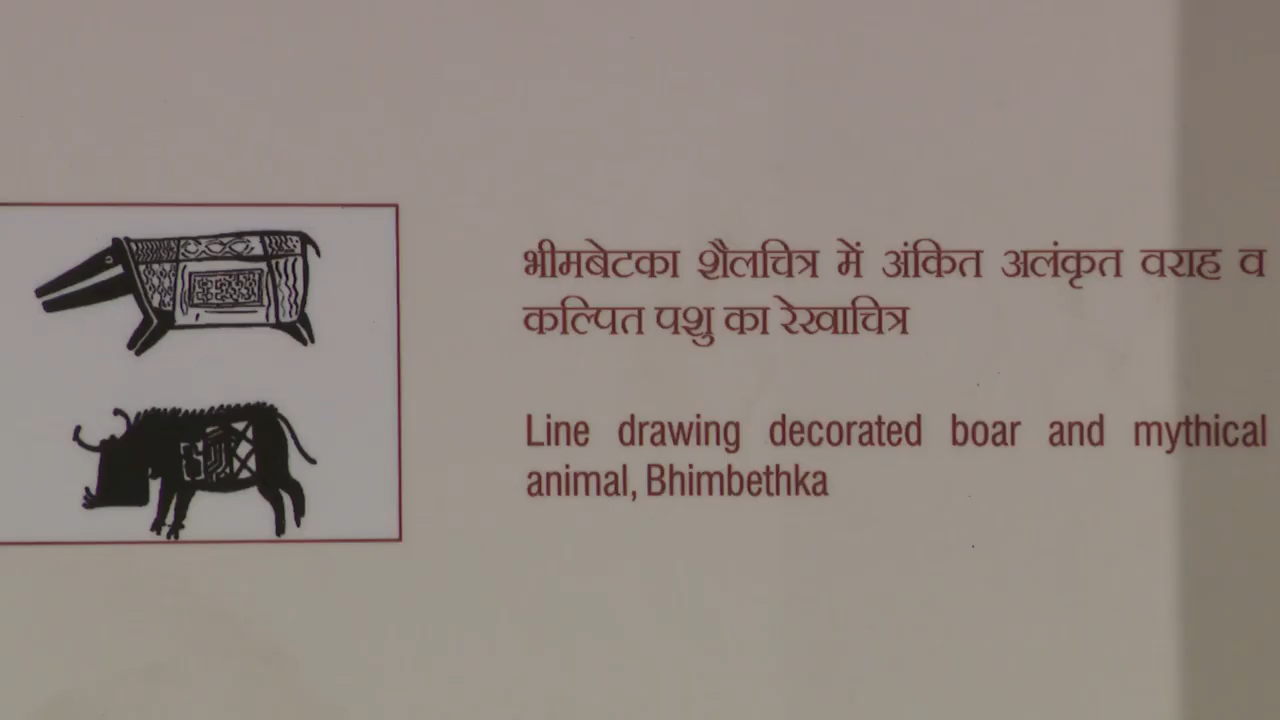 भीमबेटका शैलचित्र में अंकित अलंकृत वराह व
कल्पित पशु का रेखाचित्र
Line drawing decorated boar and mythical
animal, Bhimbethka